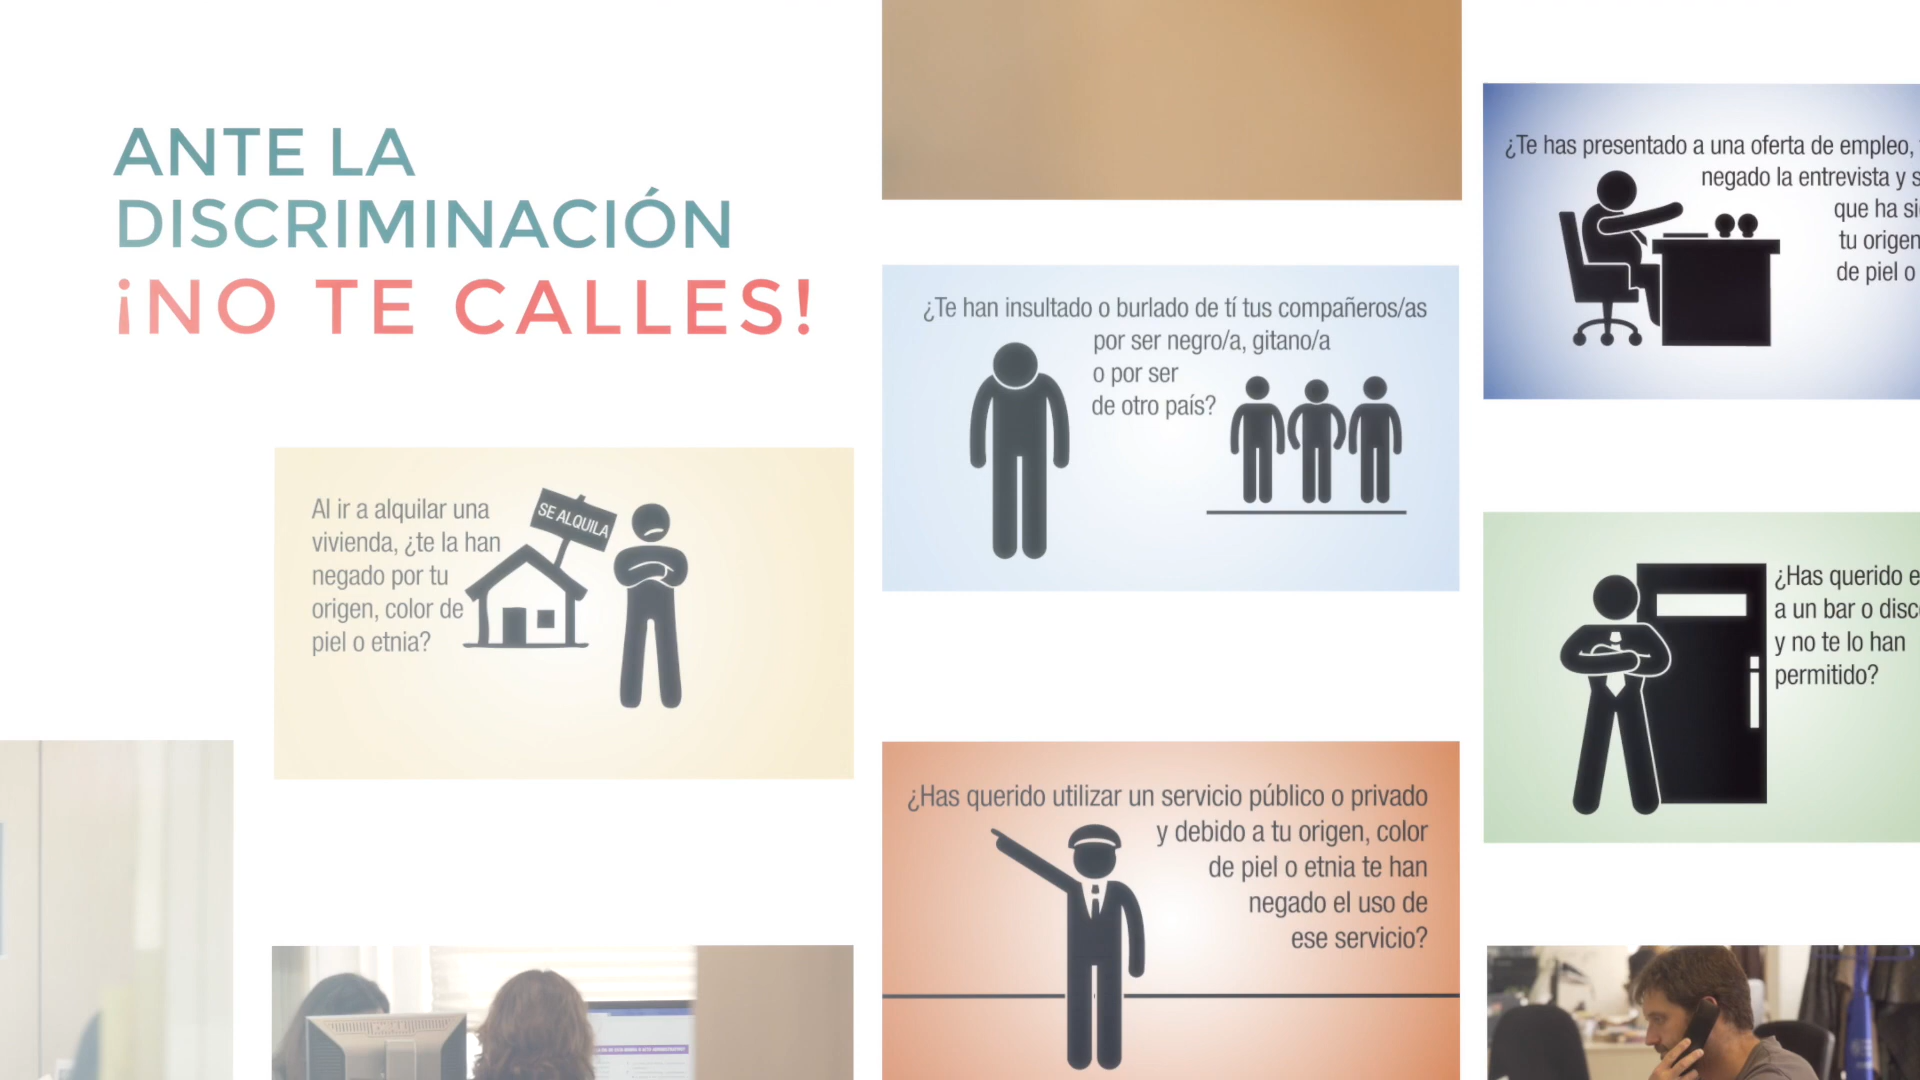 ANTE LA
DISCRIMINACIÓN
¡NO TE CALLES!
Al ir a alquilar una
vivienda, ¿te la han
negado por tu
origen, color de
piel o etnia?
SE ALQUILA
¿Te han insultado o burlado de tí tus compañeros/as
por ser negro/a, gitano/a
o por ser
de otro país?
¿Has querido utilizar un servicio público o privado
y debido a tu origen, color
de piel o etnia te han
negado el uso de
ese servicio?
¿Te has presentado a una oferta de empleo,
negado la entrevista y
que ha
tu origen
de piel o
¿Has querido
a un bar o
y no te lo han
permitido?